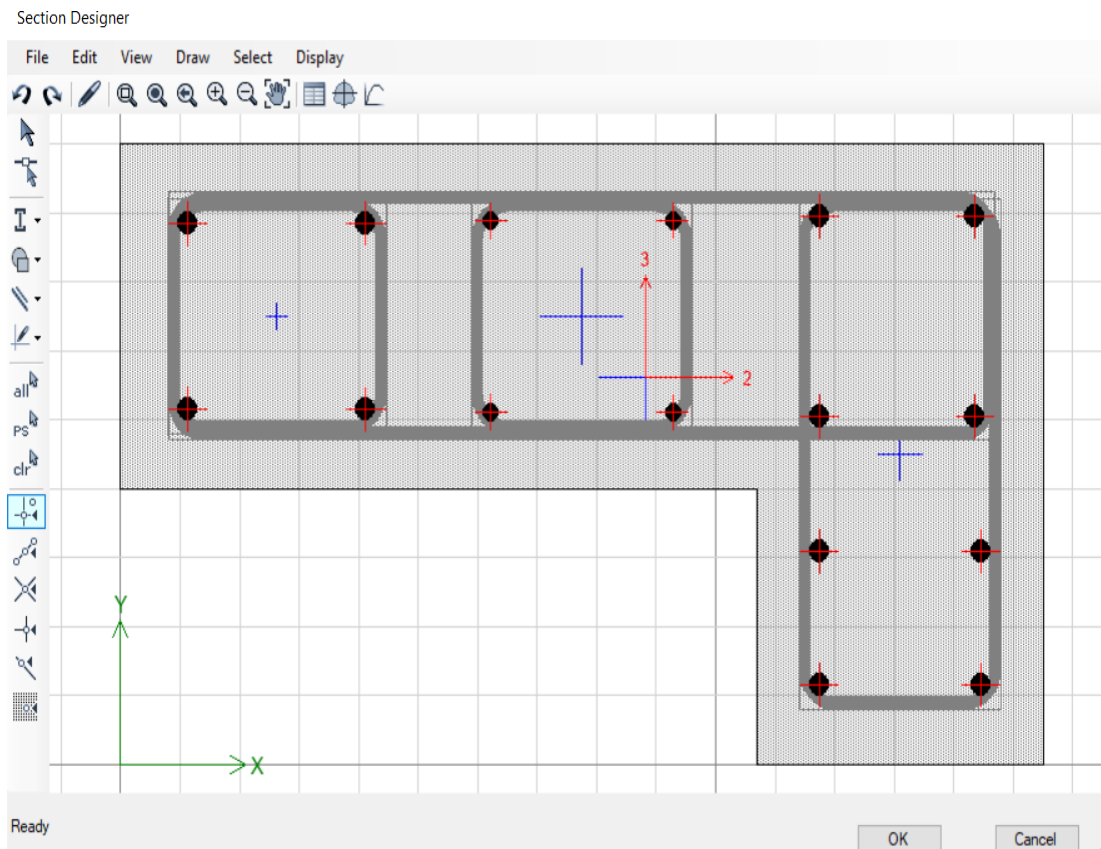 Section Designer
File Edit View Draw Select Display
all
PS
clr
3
2
Y
X
Ready
OK Cancel